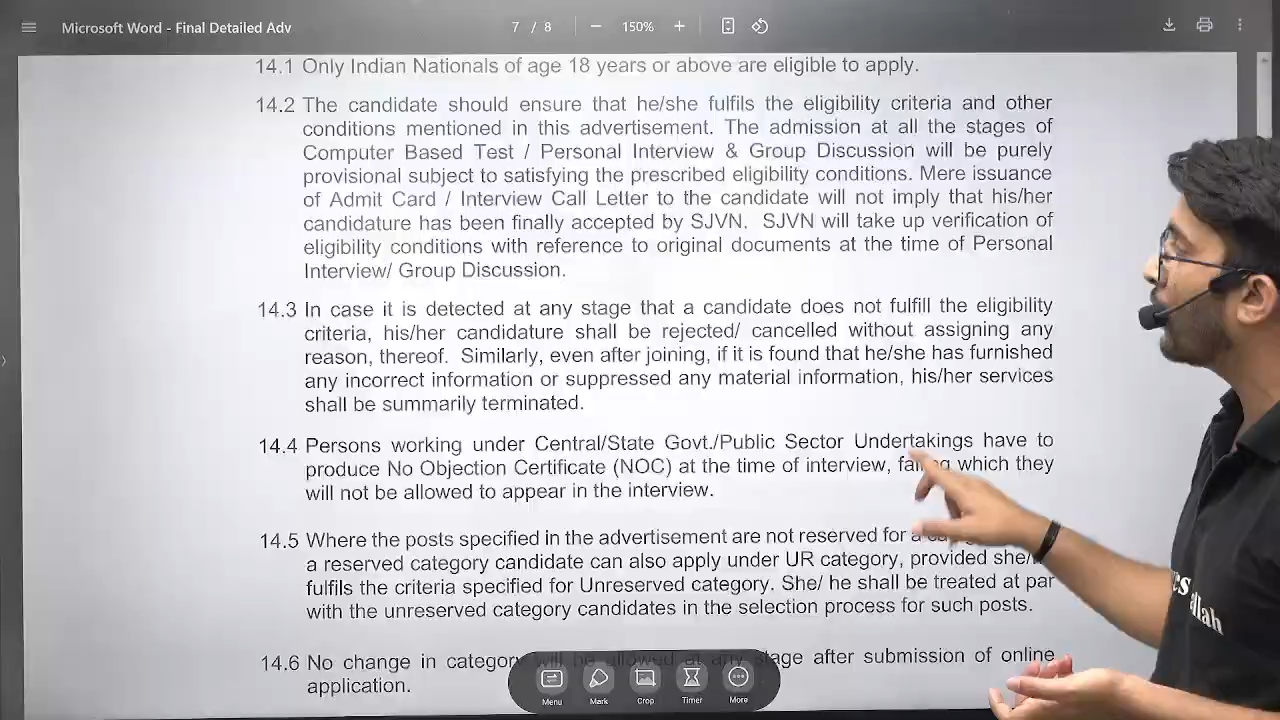 Microsoft Word - Final Detailed Adv
7 / 8
150%
14.1 Only Indian Nationals of age 18 years or above are eligible to apply.
14.2 The candidate should ensure that he/she fulfils the eligibility criteria and other
conditions mentioned in this advertisement. The admission at all the stages of
Computer Based Test / Personal Interview & Group Discussion will be purely
provisional subject to satisfying the prescribed eligibility conditions. Mere issuance
of Admit Card / Interview Call Letter to the candidate will not imply that his/her
candidature has been finally accepted by SJVN. SJVN will take up verification of
eligibility conditions with reference to original documents at the time of Personal
Interview/ Group Discussion.
14.3 In case it is detected at any stage that a candidate does not fulfill the eligibility
criteria, his/her candidature shall be rejected/ cancelled without assigning any
reason, thereof. Similarly, even after joining, if it is found that he/she has furnished
any incorrect information or suppressed any material information, his/her services
shall be summarily terminated.
14.4 Persons working under Central/State Govt./Public Sector Undertakings have to
produce No Objection Certificate (NOC) at the time of interview, failing which they
will not be allowed to appear in the interview.
14.5 Where the posts specified in the advertisement are not reserved for a
a reserved category candidate can also apply under UR category, provided she/
fulfils the criteria specified for Unreserved category. She/ he shall be treated at par
with the unreserved category candidates in the selection process for such posts.
14.6 No change in category will be allowed at any stage after submission of online
application.
Menu
Mark
Crop
Timer
More